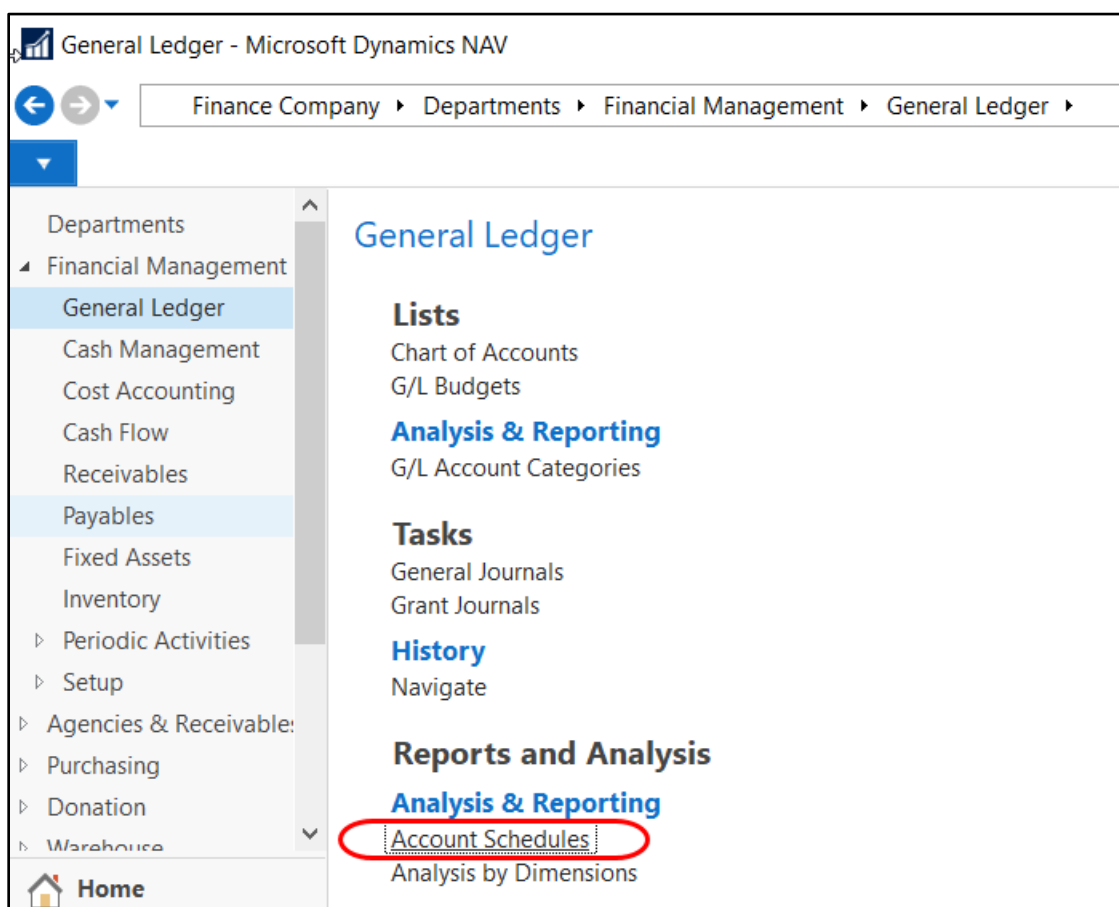 General Ledger - Microsoft Dynamics NAV
Finance Company Departments Financial Management General Ledger
Departments
Financial Management
General Ledger
Cash Management
Cost Accounting
Cash Flow
Receivables
Payables
Fixed Assets
Inventory
Periodic Activities
Setup
Agencies & Receivables
Purchasing
Donation
Warehouse
Home
General Ledger
Lists
Chart of Accounts
G/L Budgets
Analysis & Reporting
G/L Account Categories
Tasks
General Journals
Grant Journals
History
Navigate
Reports and Analysis
Analysis & Reporting
Account Schedules
Analysis by Dimensions